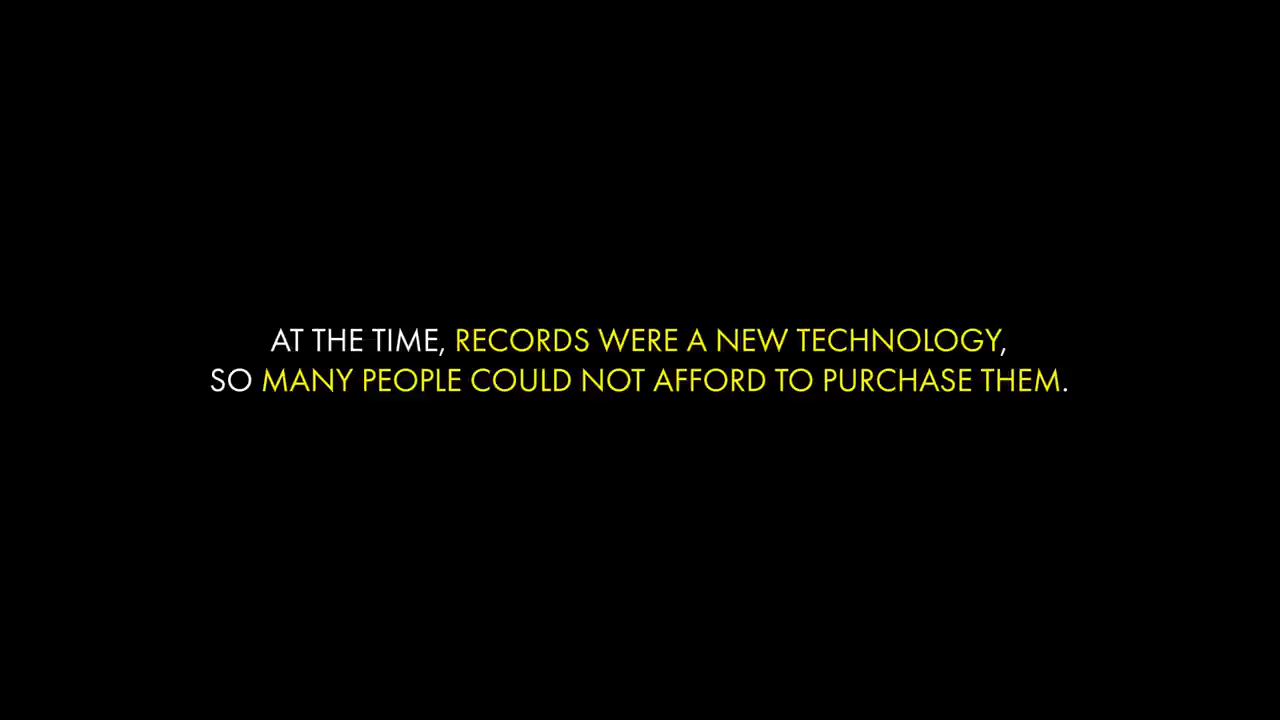 AT THE TIME, RECORDS WERE A NEW TECHNOLOGY,
SO MANY PEOPLE COULD NOT AFFORD TO PURCHASE THEM.